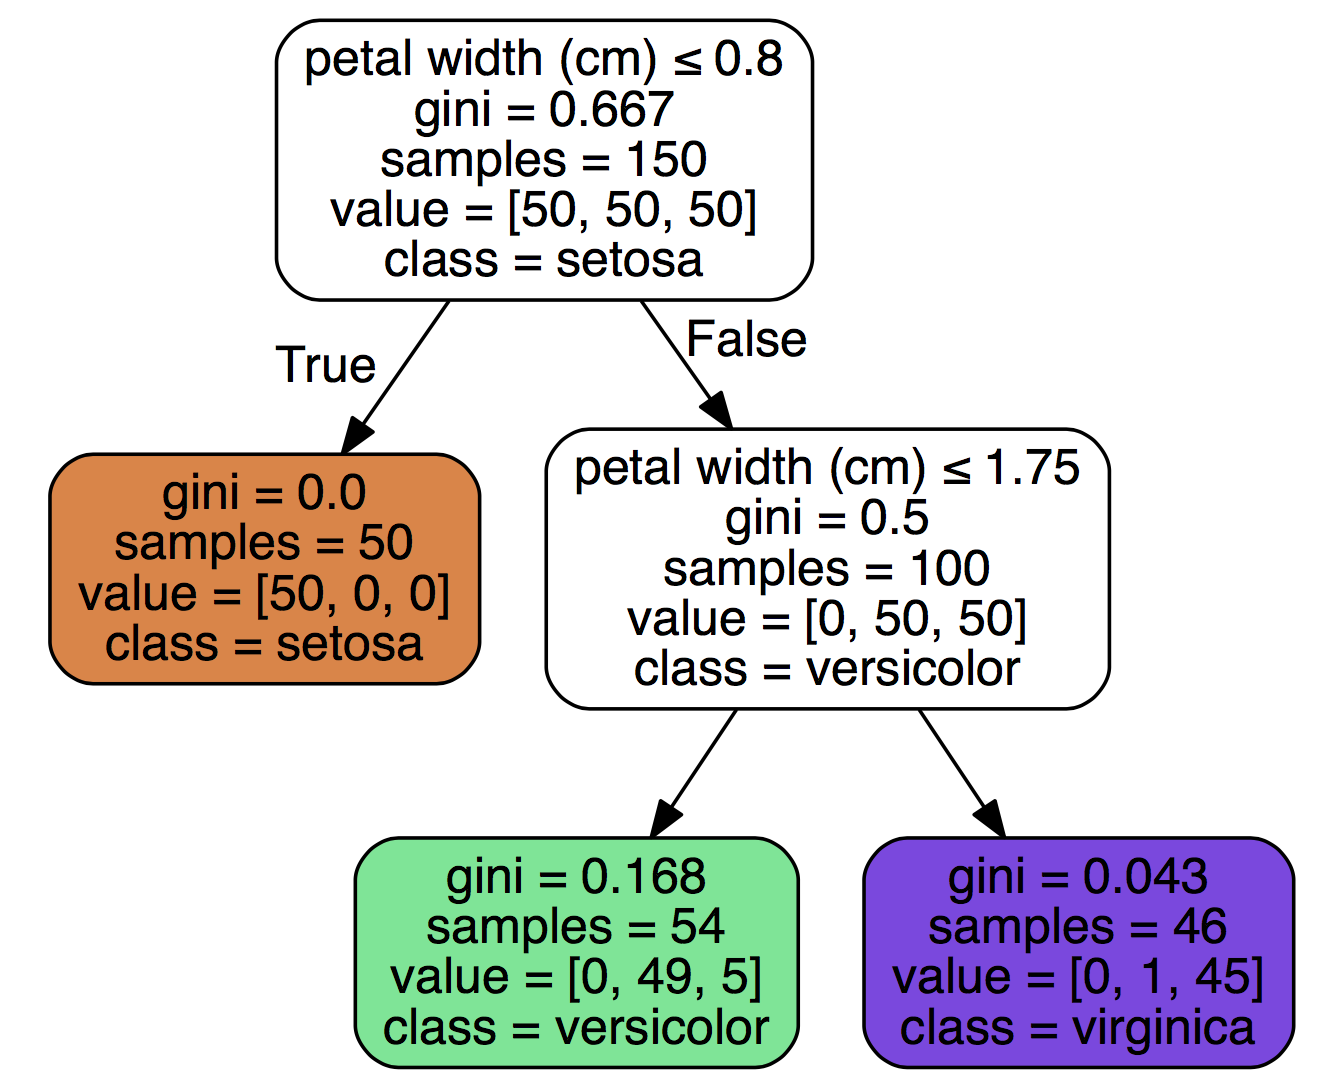 petal width (cm) ≤ 0.8
gini = 0.667
samples = 150
value = [50, 50, 50]
class = setosa
True
False
gini = 0.0
samples = 50
value = [50, 0, 0]
class = setosa
petal width (cm) ≤ 1.75
gini = 0.5
samples = 100
value = [0, 50, 50]
class = versicolor
gini = 0.168
samples = 54
value = [0, 49, 5]
class = versicolor
gini = 0.043
samples = 46
value = [0, 1, 45]
class = virginica